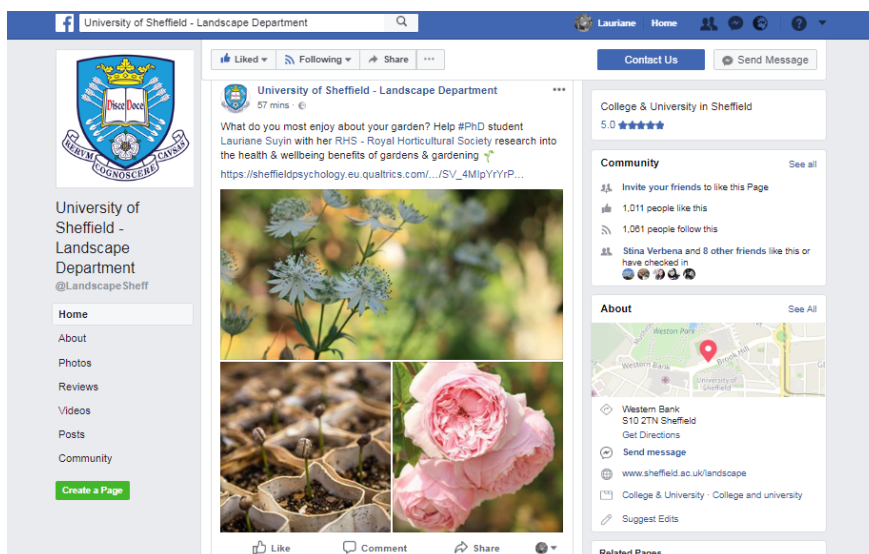 University of Sheffield - Landscape Department
Lauriane Home
Liked Following Share
Contact Us Send Message
Disce Doce
RERVM COGNOSCERE CAVSAS
University of
Sheffield -
Landscape
Department
@LandscapeSheff
Home
About
Photos
Reviews
Videos
Posts
Community
Create a Page
University of Sheffield - Landscape Department
57 mins ·
What do you most enjoy about your garden? Help #PhD student
Lauriane Suyin with her RHS - Royal Horticultural Society research into
the health & wellbeing benefits of gardens & gardening
https://sheffieldpsychology.eu.qualtrics.com/.../SV_4MlpYrYrP...
Like Comment Share
College & University in Sheffield
5.0 ★★★★★
Community See all
Invite your friends to like this Page
1,011 people like this
1,061 people follow this
Stina Verbena and 8 other friends like this or
have checked in
About See All
Weston Park
Western Bank
Brook Hill
University of
Sheffield
Western Bank
S10 2TN Sheffield
Get Directions
Send message
www.sheffield.ac.uk/landscape
College & University · College and university
Suggest Edits
Related Pages